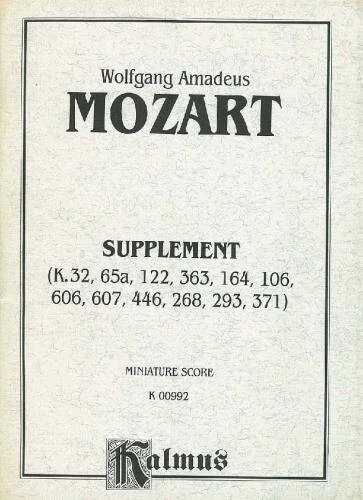 Wolfgang Amadeus
MOZART
SUPPLEMENT
(K.32, 65a, 122, 363, 164, 106,
606, 607, 446, 268, 293, 371)
MINIATURE SCORE
K 00992
Kalmus